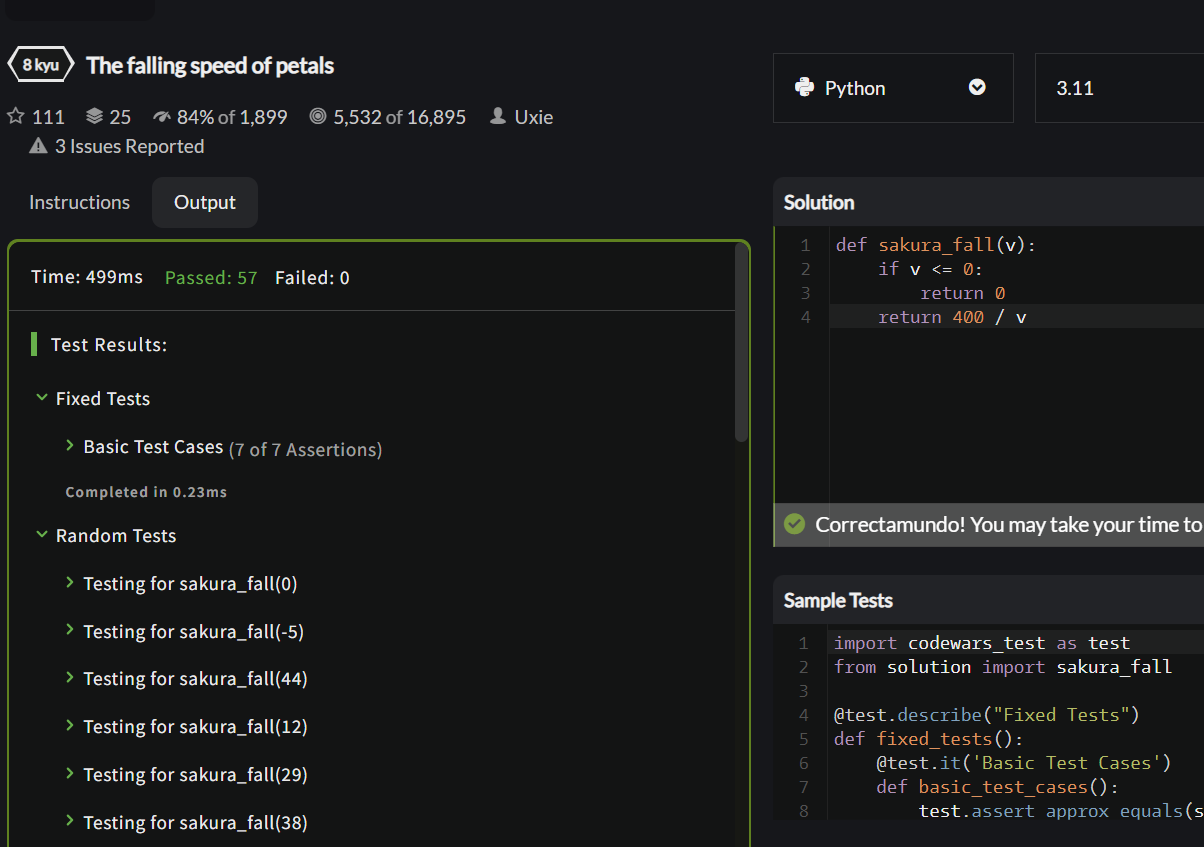 8 kyu The falling speed of petals
111 25 84% of 1,899 5,532 of 16,895 Uxie
3 Issues Reported
Instructions Output
Time: 499ms Passed: 57 Failed: 0
Test Results:
Fixed Tests
Basic Test Cases (7 of 7 Assertions)
Completed in 0.23ms
Random Tests
Testing for sakura_fall(0)
Testing for sakura_fall(-5)
Testing for sakura_fall(44)
Testing for sakura_fall(12)
Testing for sakura_fall(29)
Testing for sakura_fall(38)
Python 3.11
Solution
1 def sakura_fall(v):
2 if v <= 0:
3 return 0
4 return 400 / v
Correctamundo! You may take your time to
Sample Tests
1 import codewars_test as test
2 from solution import sakura_fall
3
4 @test.describe("Fixed Tests")
5 def fixed_tests():
6 @test.it('Basic Test Cases')
7 def basic_test_cases():
8 test.assert_approx_equals(s